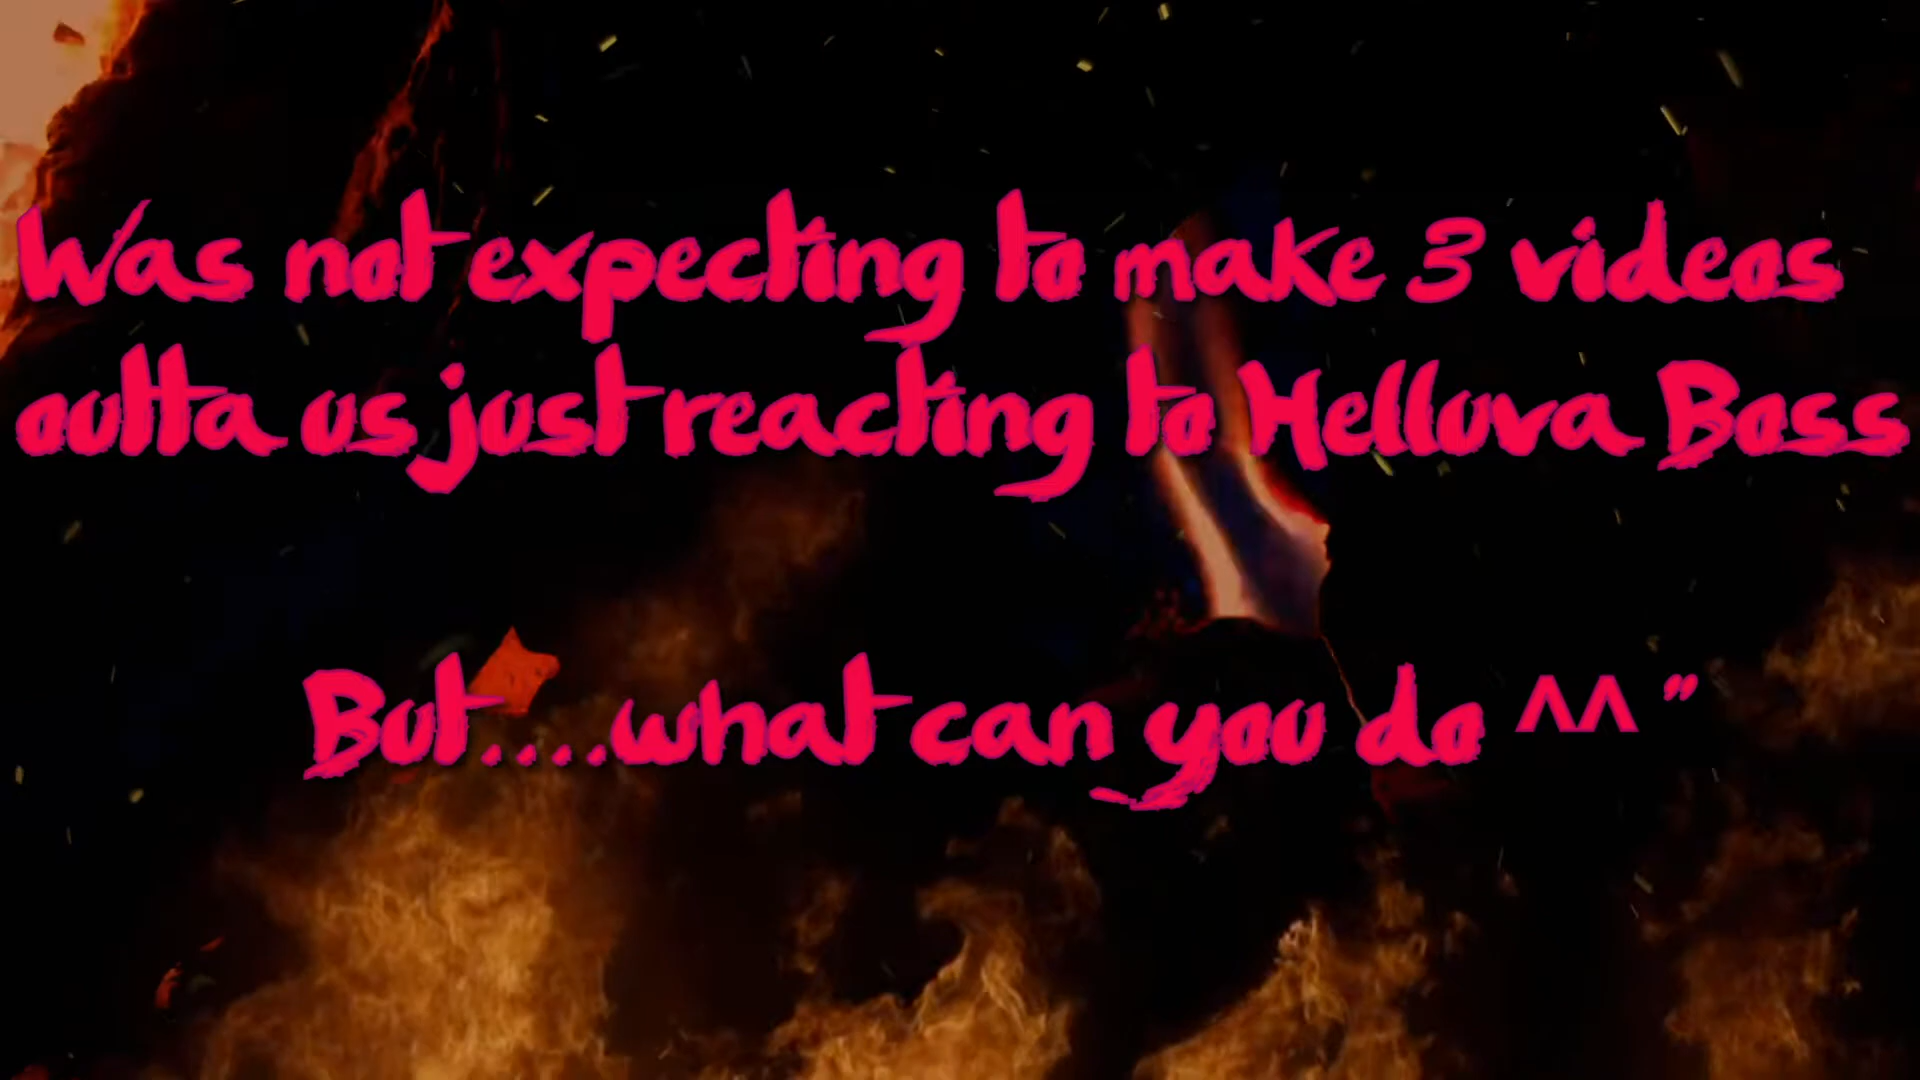 Was not expecting to make 3 videos
outta us just reacting to Helluva Boss
But....what can you do ^^ "